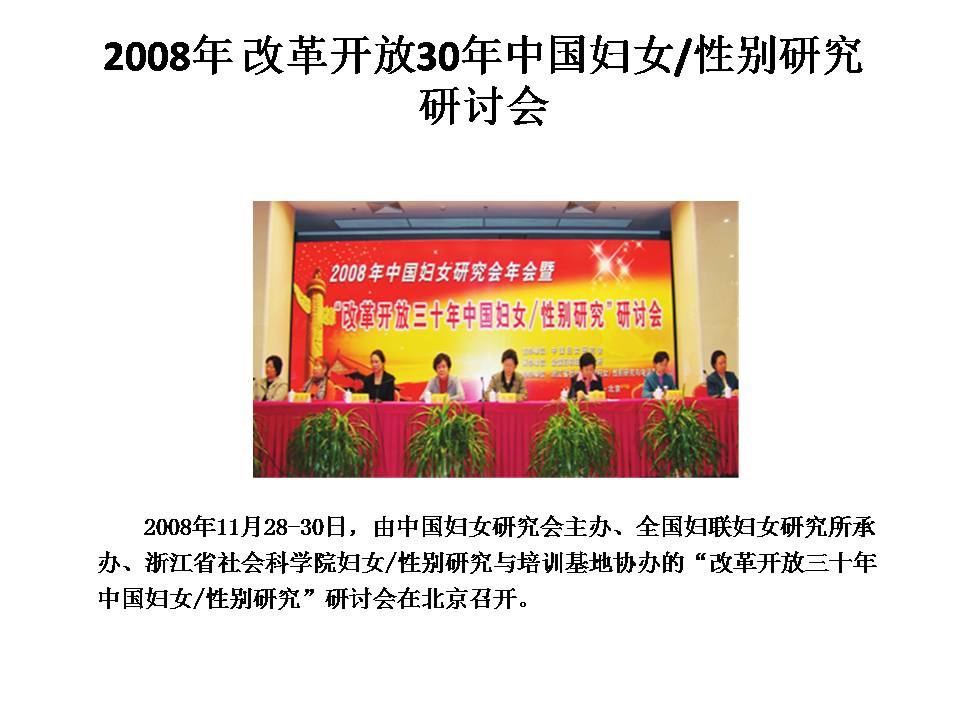 2008年 改革开放30年中国妇女/性别研究
研讨会
2008年中国妇女研究会年会暨
“改革开放三十年中国妇女/性别研究”研讨会
2008年11月28-30日，由中国妇女研究会主办、全国妇联妇女研究所承
办、浙江省社会科学院妇女/性别研究与培训基地协办的“改革开放三十年
中国妇女/性别研究”研讨会在北京召开。